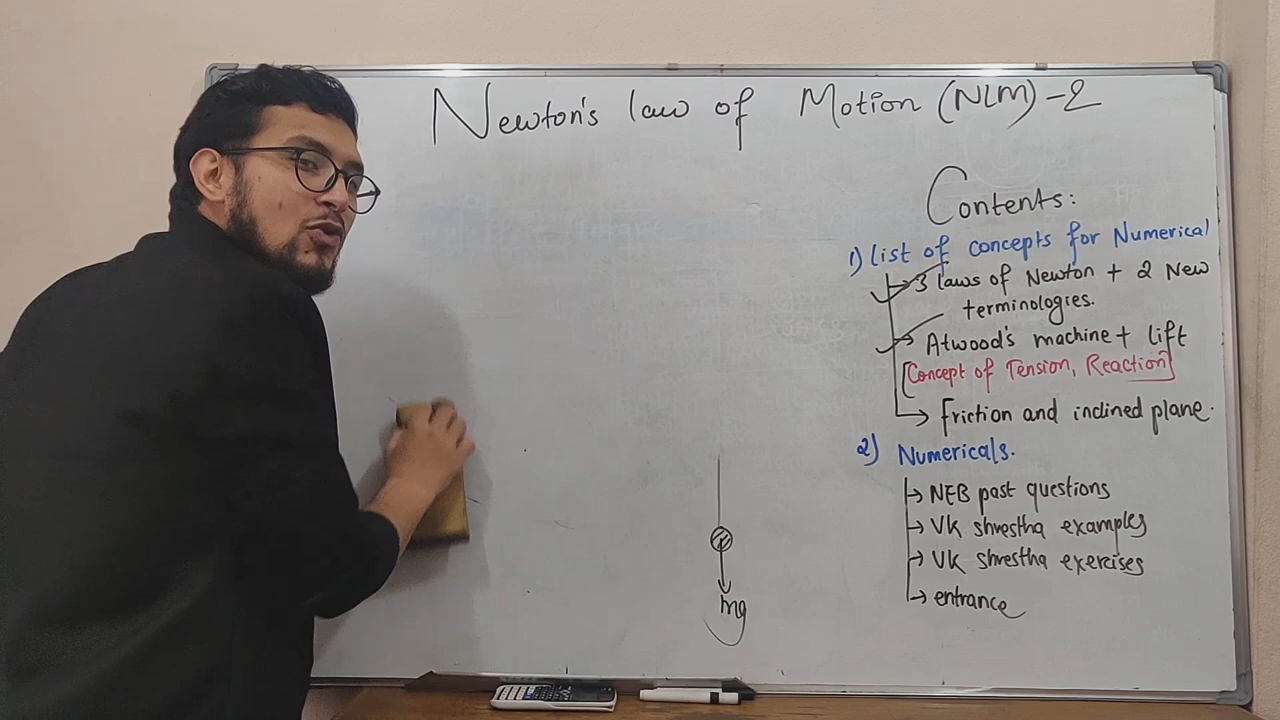 Newton's law of Motion (NLM)-2
Contents:
1) list of concepts for Numerical
→ 3 laws of Newton + 2 New
terminologies.
→ Atwood's machine + lift
[Concept of Tension, Reaction]
→ friction and inclined plane.
2) Numericals.
→ NEB past questions
→ VK shrestha examples
→ VK shrestha exercises
→ entrance
mg